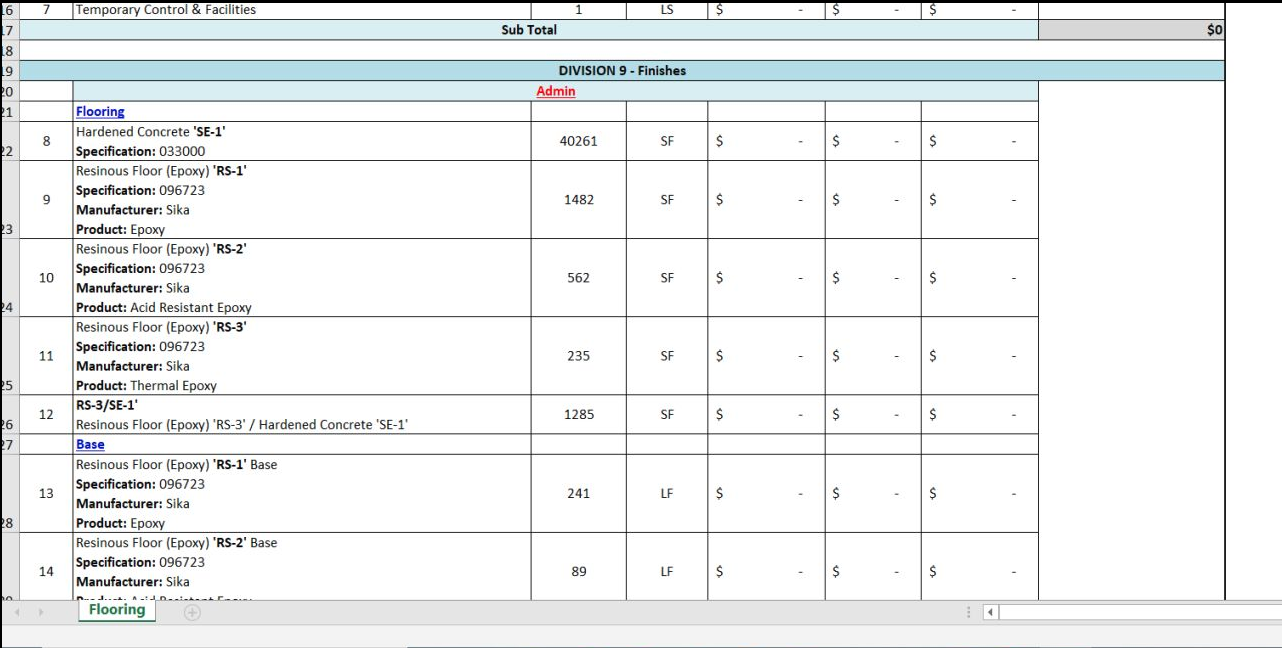 16 7 Temporary Control & Facilities 1 LS $ - $ - $ -
17 Sub Total $0
18
19 DIVISION 9 - Finishes
20 Admin
21 Flooring
Hardened Concrete 'SE-1'
8 40261 SF $ - $ - $ -
22 Specification: 033000
Resinous Floor (Epoxy) 'RS-1'
Specification: 096723
9 1482 SF $ - $ - $ -
Manufacturer: Sika
23 Product: Epoxy
Resinous Floor (Epoxy) 'RS-2'
Specification: 096723
10 562 SF $ - $ - $ -
Manufacturer: Sika
24 Product: Acid Resistant Epoxy
Resinous Floor (Epoxy) 'RS-3'
Specification: 096723
11 235 SF $ - $ - $ -
Manufacturer: Sika
25 Product: Thermal Epoxy
RS-3/SE-1'
12 1285 SF $ - $ - $ -
26 Resinous Floor (Epoxy) 'RS-3' / Hardened Concrete 'SE-1'
27 Base
Resinous Floor (Epoxy) 'RS-1' Base
Specification: 096723
13 241 LF $ - $ - $ -
Manufacturer: Sika
28 Product: Epoxy
Resinous Floor (Epoxy) 'RS-2' Base
Specification: 096723
14 89 LF $ - $ - $ -
Manufacturer: Sika
Product: Acid Resistant Epoxy
Flooring